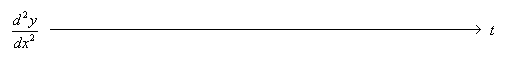 d²y/dx² ⟶ t